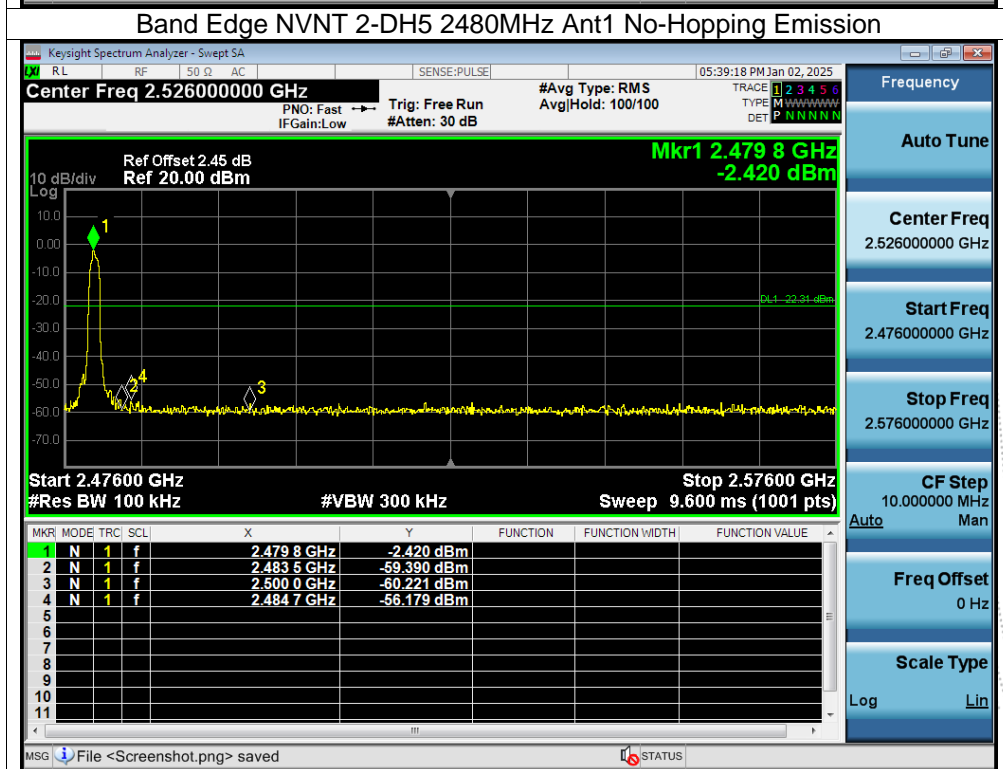 Band Edge NVNT 2-DH5 2480MHz Ant1 No-Hopping Emission
Keysight Spectrum Analyzer - Swept SA
LXI RL RF 50 Ω AC SENSE:PULSE 05:39:18 PM Jan 02, 2025
Center Freq 2.526000000 GHz
PNO: Fast
IFGain:Low
Trig: Free Run
#Atten: 30 dB
#Avg Type: RMS
Avg|Hold: 100/100
TRACE 1 2 3 4 5 6
TYPE M WWWWW
DET P N N N N N
Mkr1 2.479 8 GHz
-2.420 dBm
Ref Offset 2.45 dB
10 dB/div Ref 20.00 dBm
Log
10.0
0.00
-10.0
-20.0
-30.0
-40.0
-50.0
-60.0
-70.0
1
2
4
3
DL1 -22.31 dBm
Start 2.47600 GHz Stop 2.57600 GHz
#Res BW 100 kHz #VBW 300 kHz Sweep 9.600 ms (1001 pts)
MKR MODE TRC SCL X Y FUNCTION FUNCTION WIDTH FUNCTION VALUE
1 N 1 f 2.479 8 GHz -2.420 dBm
2 N 1 f 2.483 5 GHz -59.390 dBm
3 N 1 f 2.500 0 GHz -60.221 dBm
4 N 1 f 2.484 7 GHz -56.179 dBm
5
6
7
8
9
10
11
MSG File <Screenshot.png> saved STATUS
Frequency
Auto Tune
Center Freq
2.526000000 GHz
Start Freq
2.476000000 GHz
Stop Freq
2.576000000 GHz
CF Step
10.000000 MHz
Auto Man
Freq Offset
0 Hz
Scale Type
Log Lin